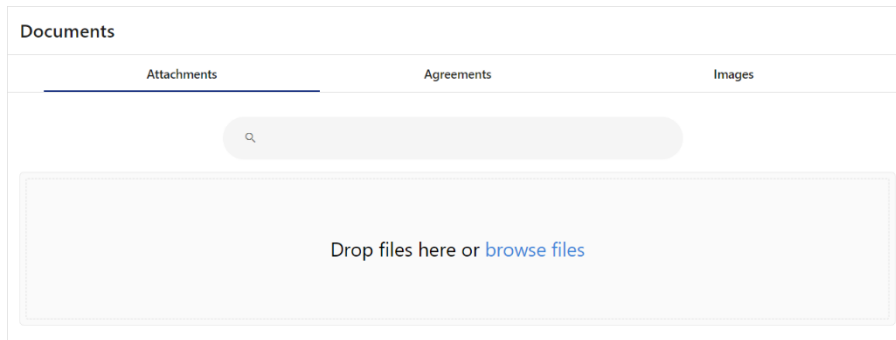 Documents
Attachments Agreements Images
Drop files here or browse files